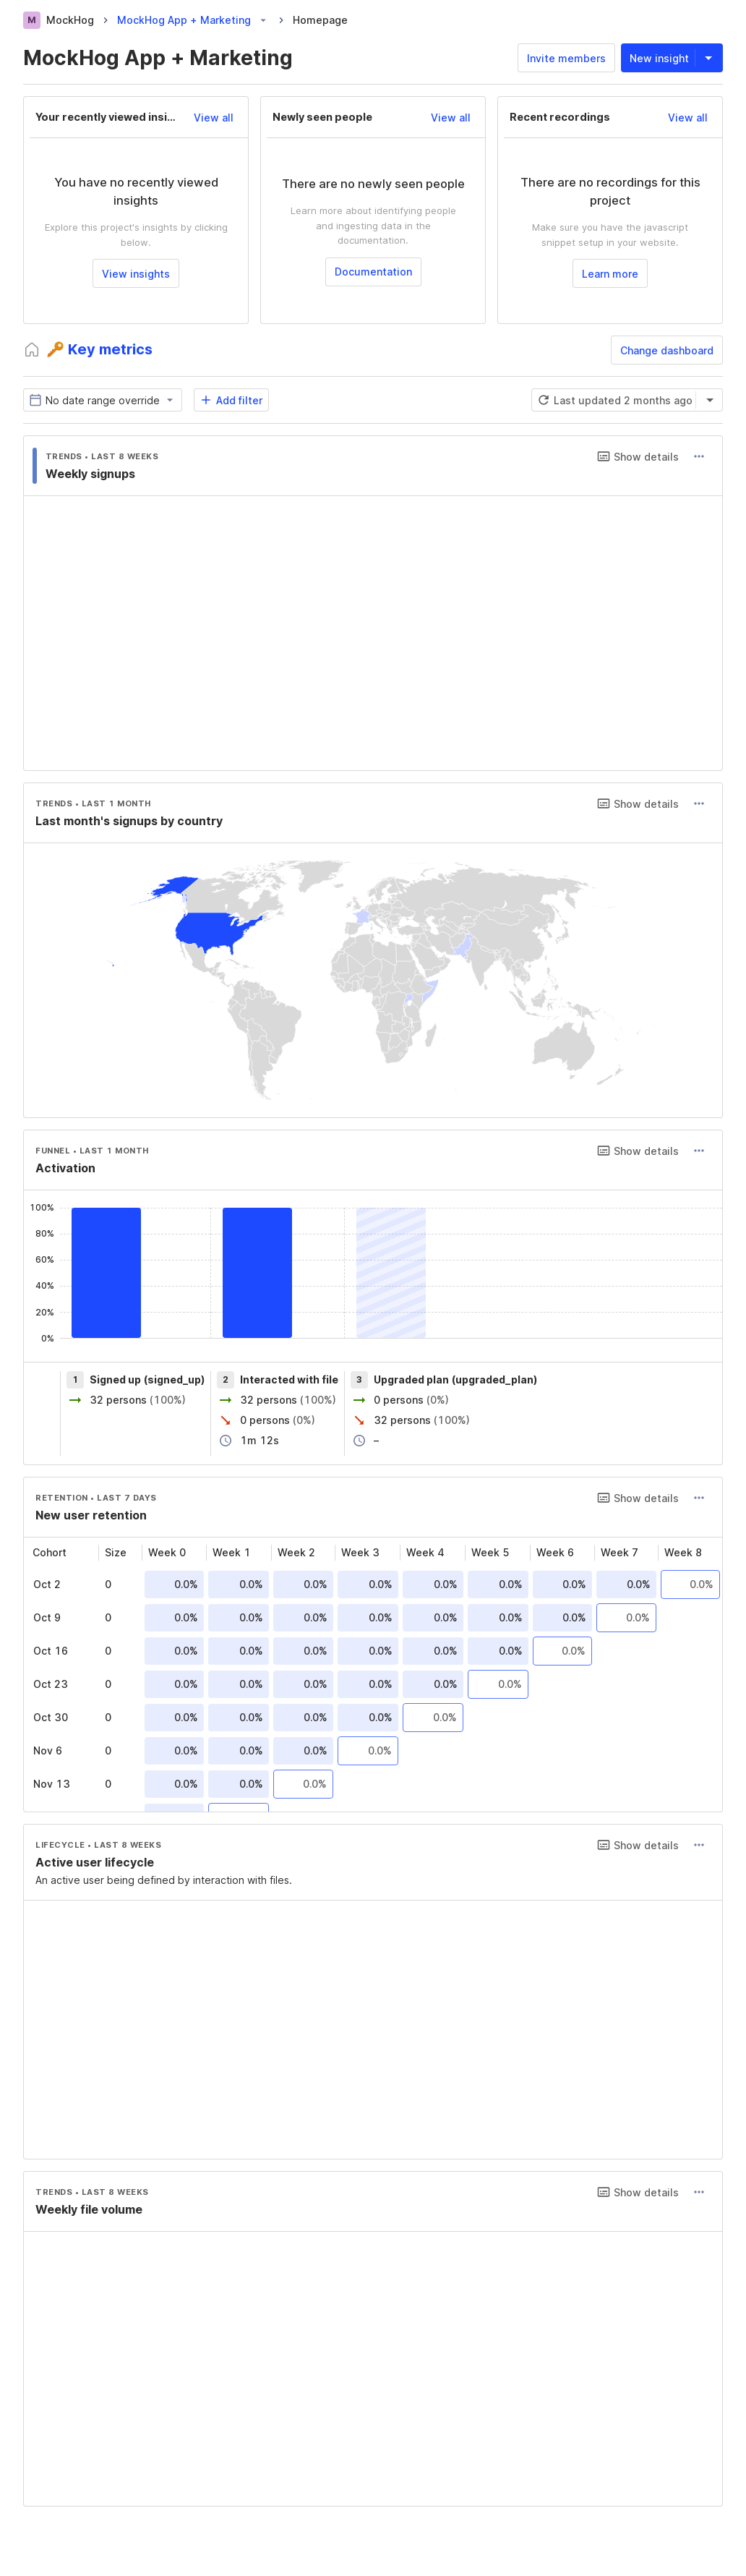 M MockHog > MockHog App + Marketing > Homepage
MockHog App + Marketing
Invite members
New insight
Your recently viewed insi...
View all
You have no recently viewed
insights
Explore this project's insights by clicking
below.
View insights
Newly seen people
View all
There are no newly seen people
Learn more about identifying people
and ingesting data in the
documentation.
Documentation
Recent recordings
View all
There are no recordings for this
project
Make sure you have the javascript
snippet setup in your website.
Learn more
🔑 Key metrics
Change dashboard
No date range override
+ Add filter
Last updated 2 months ago
TRENDS • LAST 8 WEEKS
Show details
Weekly signups
TRENDS • LAST 1 MONTH
Show details
Last month's signups by country
FUNNEL • LAST 1 MONTH
Show details
Activation
100%
80%
60%
40%
20%
0%
1 Signed up (signed_up)
32 persons (100%)
2 Interacted with file
32 persons (100%)
0 persons (0%)
1m 12s
3 Upgraded plan (upgraded_plan)
0 persons (0%)
32 persons (100%)
–
RETENTION • LAST 7 DAYS
Show details
New user retention
Cohort Size Week 0 Week 1 Week 2 Week 3 Week 4 Week 5 Week 6 Week 7 Week 8
Oct 2 0 0.0% 0.0% 0.0% 0.0% 0.0% 0.0% 0.0% 0.0% 0.0%
Oct 9 0 0.0% 0.0% 0.0% 0.0% 0.0% 0.0% 0.0% 0.0%
Oct 16 0 0.0% 0.0% 0.0% 0.0% 0.0% 0.0% 0.0%
Oct 23 0 0.0% 0.0% 0.0% 0.0% 0.0% 0.0%
Oct 30 0 0.0% 0.0% 0.0% 0.0% 0.0%
Nov 6 0 0.0% 0.0% 0.0% 0.0%
Nov 13 0 0.0% 0.0% 0.0%
LIFECYCLE • LAST 8 WEEKS
Show details
Active user lifecycle
An active user being defined by interaction with files.
TRENDS • LAST 8 WEEKS
Show details
Weekly file volume